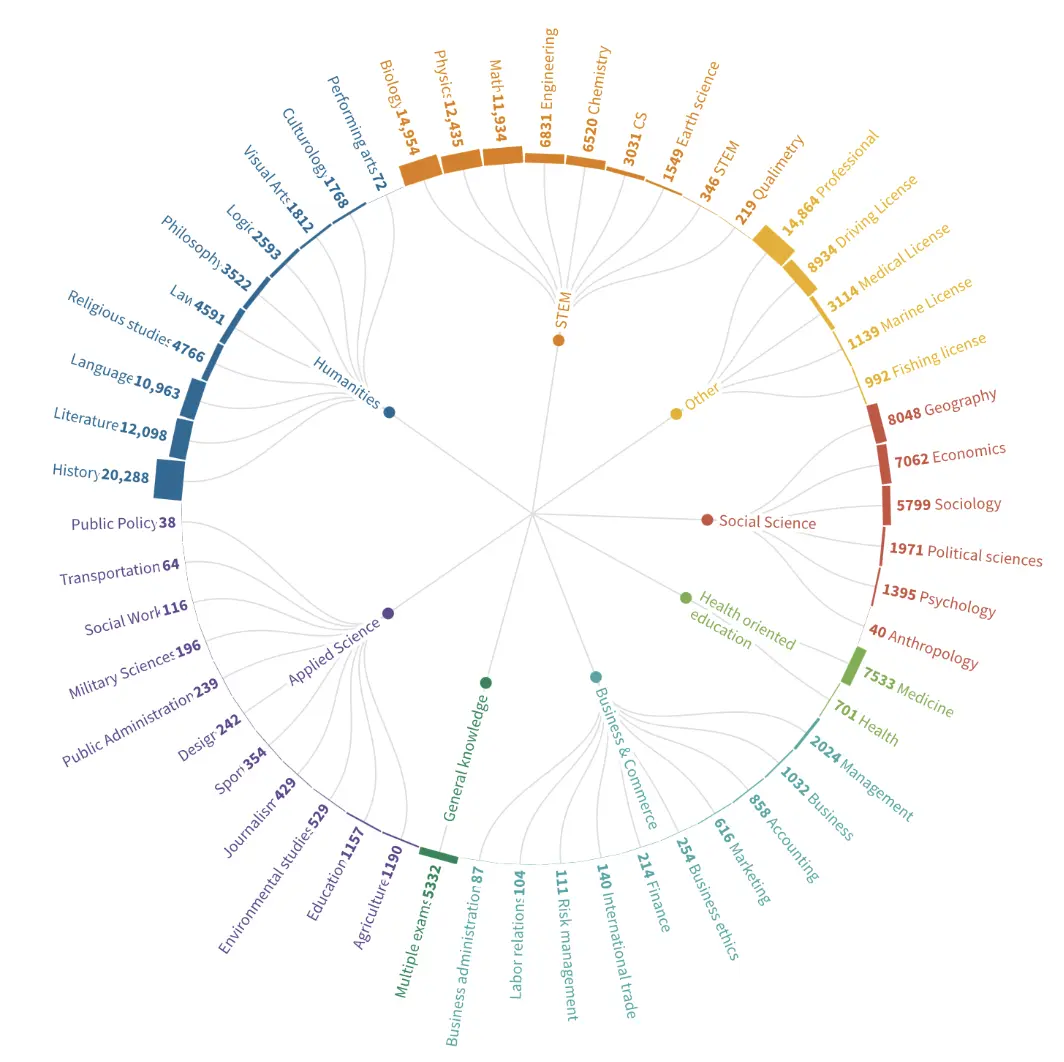 STEM
Biology 14,954
Physics 12,435
Math 11,934
6831 Engineering
6520 Chemistry
3031 CS
1549 Earth science
346 STEM
219 Qualimetry
Other
14,864 Professional
8934 Driving License
3114 Medical License
1139 Marine License
992 Fishing license
Social Science
8048 Geography
7062 Economics
5799 Sociology
1971 Political sciences
1395 Psychology
40 Anthropology
Health oriented
education
7533 Medicine
701 Health
Business & Commerce
2024 Management
1032 Business
858 Accounting
616 Marketing
254 Business ethics
214 Finance
140 International trade
111 Risk management
Labor relations 104
Business administration 87
General knowledge
Multiple exams 5332
Applied Science
Agriculture 1190
Education 1157
Environmental studies 529
Journalism 429
Sport 354
Design 242
Public Administration 239
Military Sciences 196
Social Work 116
Transportation 64
Public Policy 38
Humanities
History 20,288
Literature 12,098
Language 10,963
Religious studies 4766
Law 4591
Philosophy 3522
Logic 2593
Visual Arts 1812
Culturology 1768
Performing arts 72